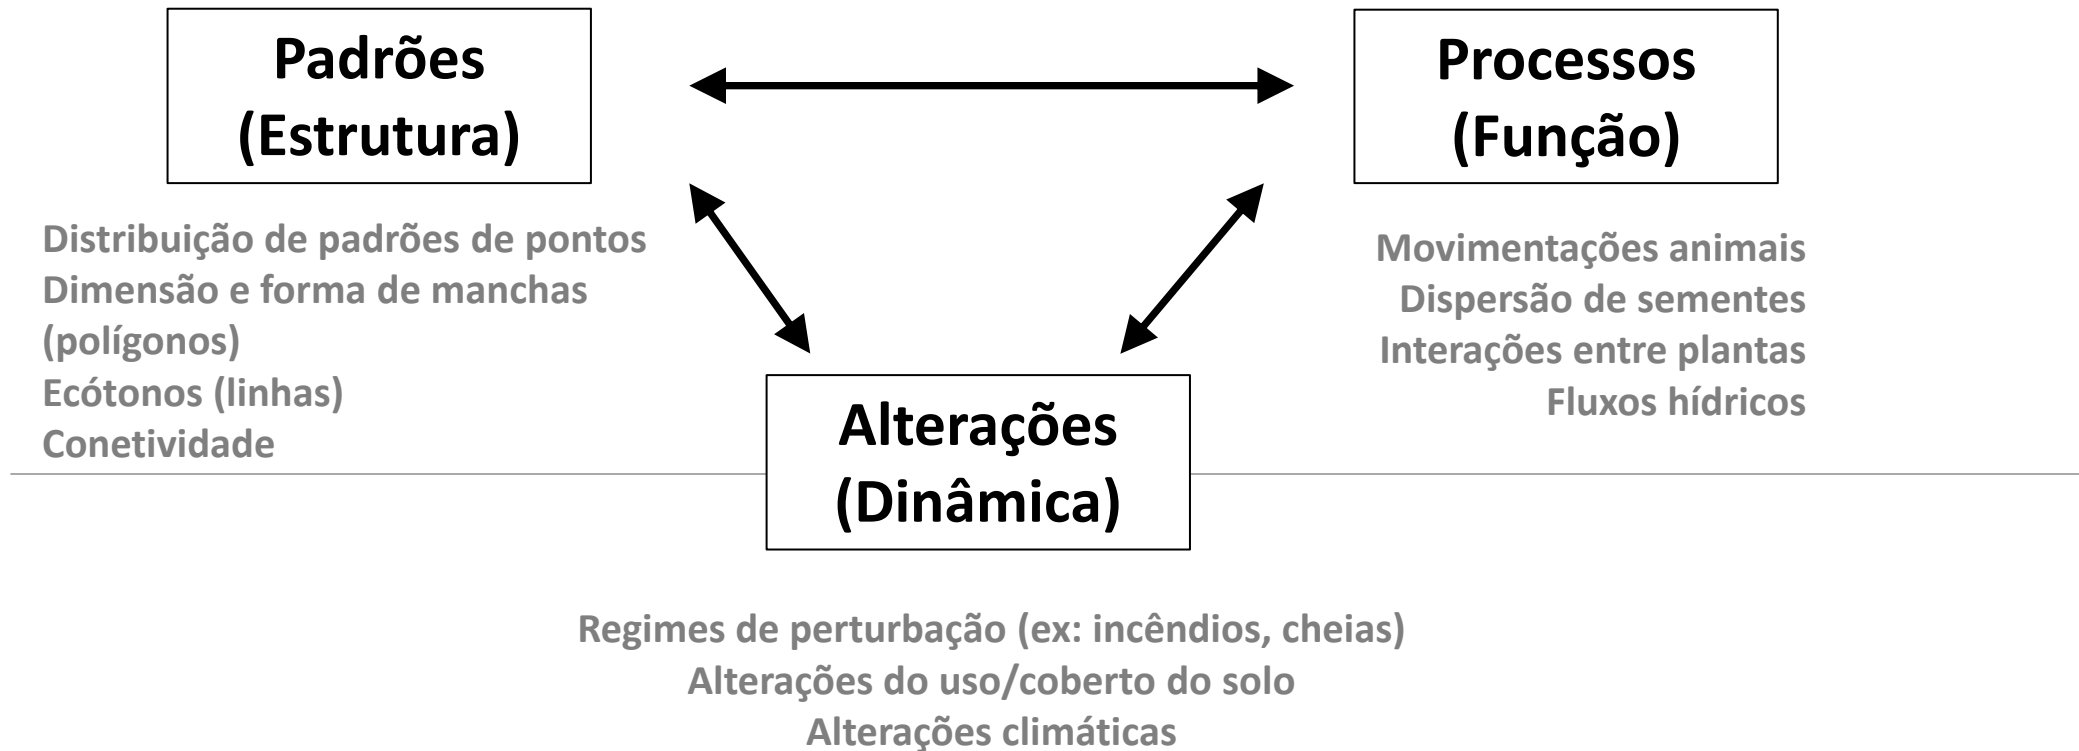 Padrões
(Estrutura)
Processos
(Função)
Distribuição de padrões de pontos
Dimensão e forma de manchas
(polígonos)
Ecótonos (linhas)
Conetividade
Movimentações animais
Dispersão de sementes
Interações entre plantas
Fluxos hídricos
Alterações
(Dinâmica)
Regimes de perturbação (ex: incêndios, cheias)
Alterações do uso/coberto do solo
Alterações climáticas